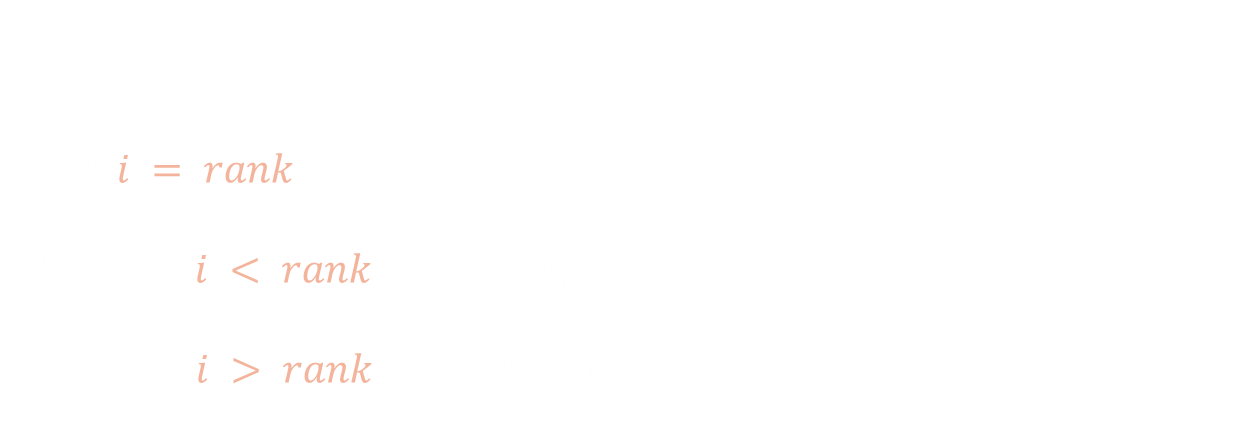 i = rank
i < rank
i > rank